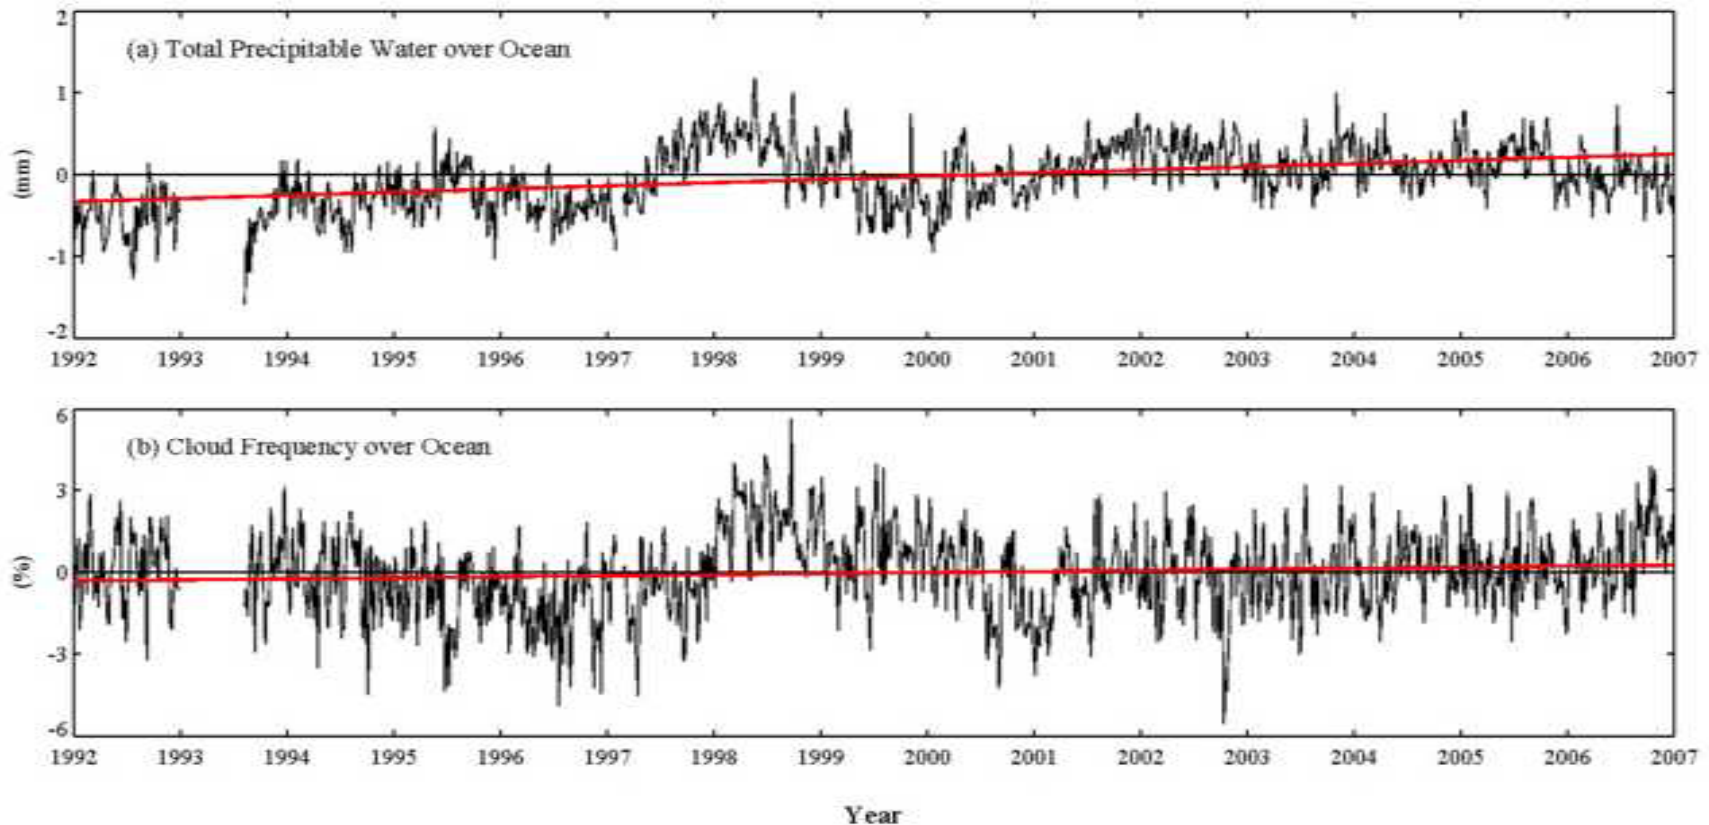 2
(a) Total Precipitable Water over Ocean
1
0
-1
-2
(mm)
1992 1993 1994 1995 1996 1997 1998 1999 2000 2001 2002 2003 2004 2005 2006 2007
6
(b) Cloud Frequency over Ocean
3
0
-3
-6
(%)
1992 1993 1994 1995 1996 1997 1998 1999 2000 2001 2002 2003 2004 2005 2006 2007
Year